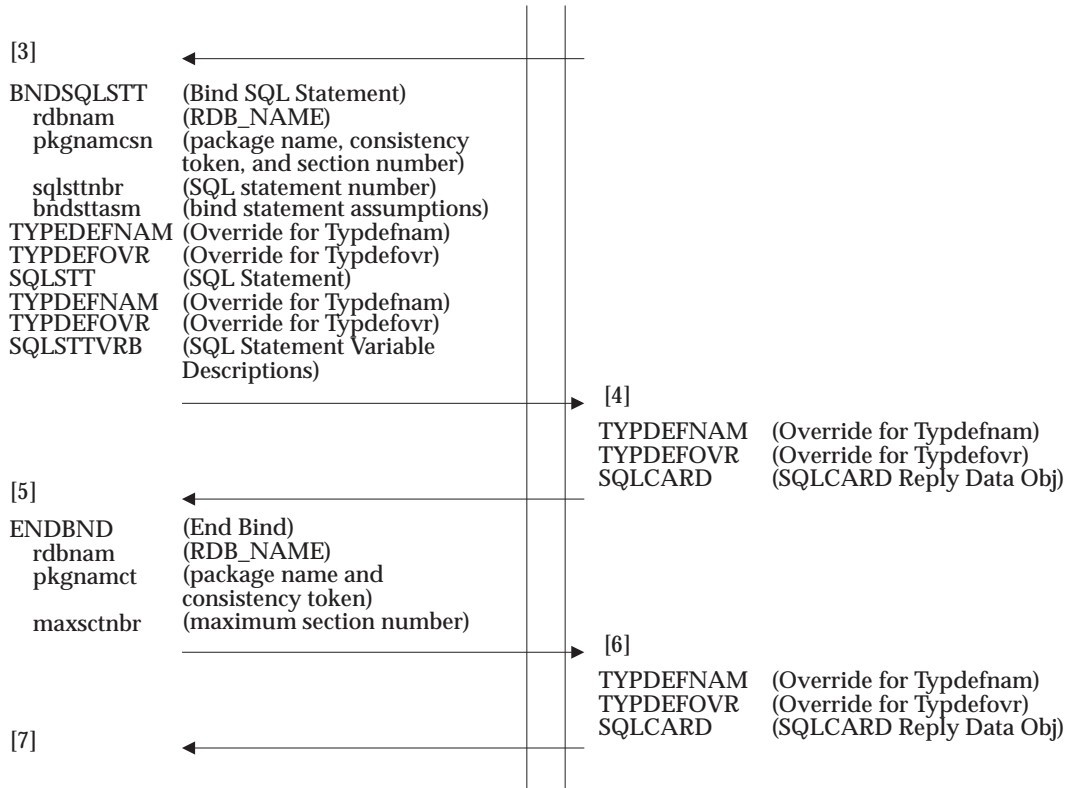 [3]
BNDSQLSTT (Bind SQL Statement)
rdbnam (RDB_NAME)
pkgnamcsn (package name, consistency
token, and section number)
sqlsttnbr (SQL statement number)
bndsttasm (bind statement assumptions)
TYPEDEFNAM (Override for Typdefnam)
TYPDEFOVR (Override for Typdefovr)
SQLSTT (SQL Statement)
TYPDEFNAM (Override for Typdefnam)
TYPDEFOVR (Override for Typdefovr)
SQLSTTVRB (SQL Statement Variable
Descriptions)
[4]
TYPDEFNAM (Override for Typdefnam)
TYPDEFOVR (Override for Typdefovr)
SQLCARD (SQLCARD Reply Data Obj)
[5]
ENDBND (End Bind)
rdbnam (RDB_NAME)
pkgnamct (package name and
consistency token)
maxsctnbr (maximum section number)
[6]
TYPDEFNAM (Override for Typdefnam)
TYPDEFOVR (Override for Typdefovr)
SQLCARD (SQLCARD Reply Data Obj)
[7]